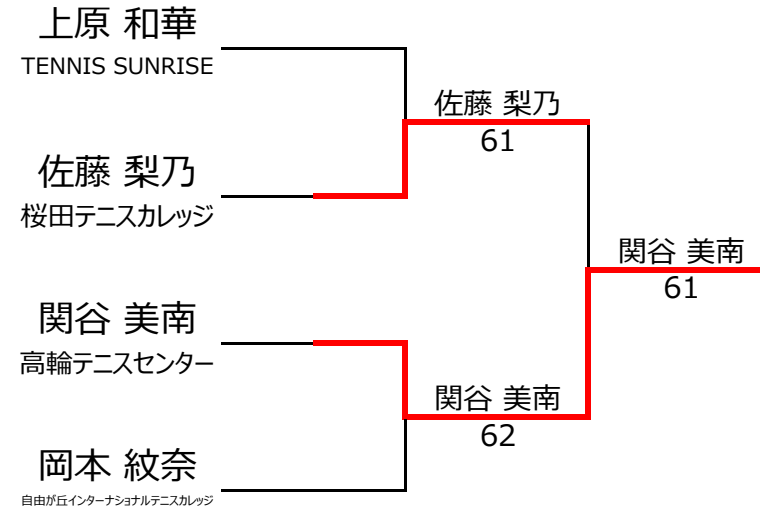 上原 和華
TENNIS SUNRISE
佐藤 梨乃
61
佐藤 梨乃
桜田テニスカレッジ
関谷 美南
61
関谷 美南
高輪テニスセンター
関谷 美南
62
岡本 紋奈
自由が丘インターナショナルテニスカレッジ